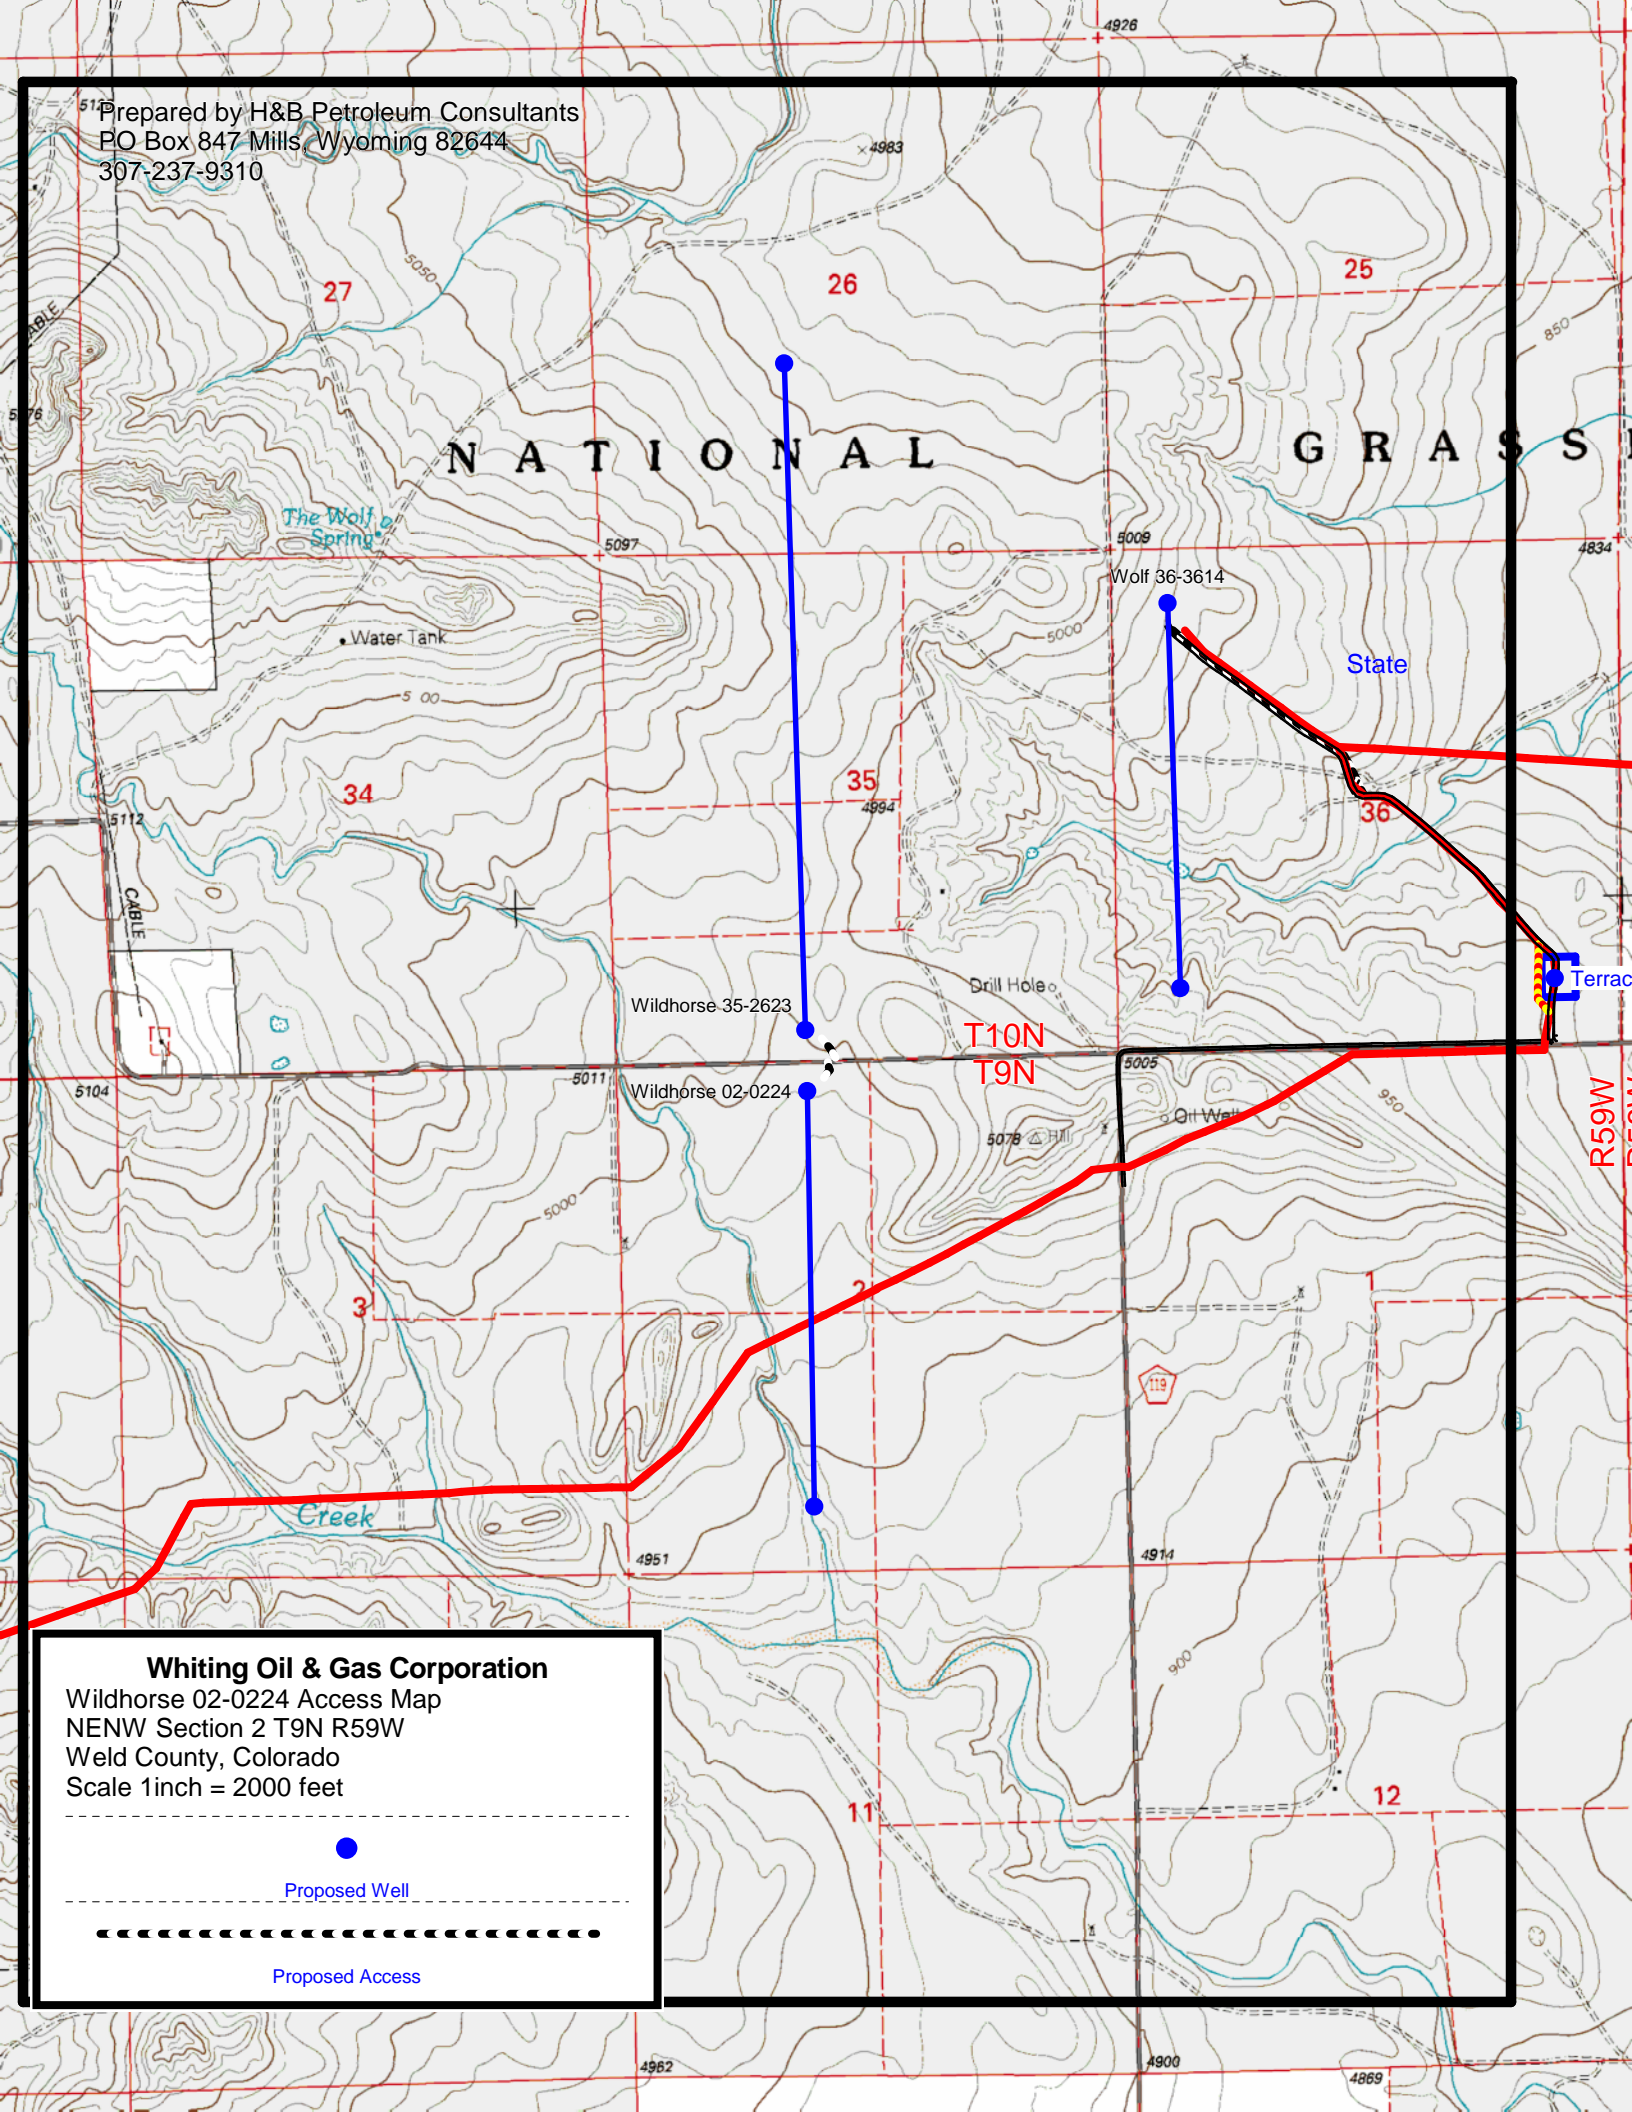 4926
Prepared by H&B Petroleum Consultants
PO Box 847 Mills, Wyoming 82644
307-237-9310
4983
5050
27
26
25
850
NATIONAL GRASS
The Wolf
Spring
5097
5009
4834
Wolf 36-3614
Water Tank
5000
State
34
35
4994
36
5112
CABLE
Drill Hole
Terrac
Wildhorse 35-2623
T10N
T9N
5104
5011
5005
Wildhorse 02-0224
Oil Well
950
5078
Hill
R59W
5000
3
2
1
119
Creek
4951
4914
900
Whiting Oil & Gas Corporation
Wildhorse 02-0224 Access Map
NENW Section 2 T9N R59W
Weld County, Colorado
Scale 1inch = 2000 feet
Proposed Well
Proposed Access
11
12
4962
4900
4869